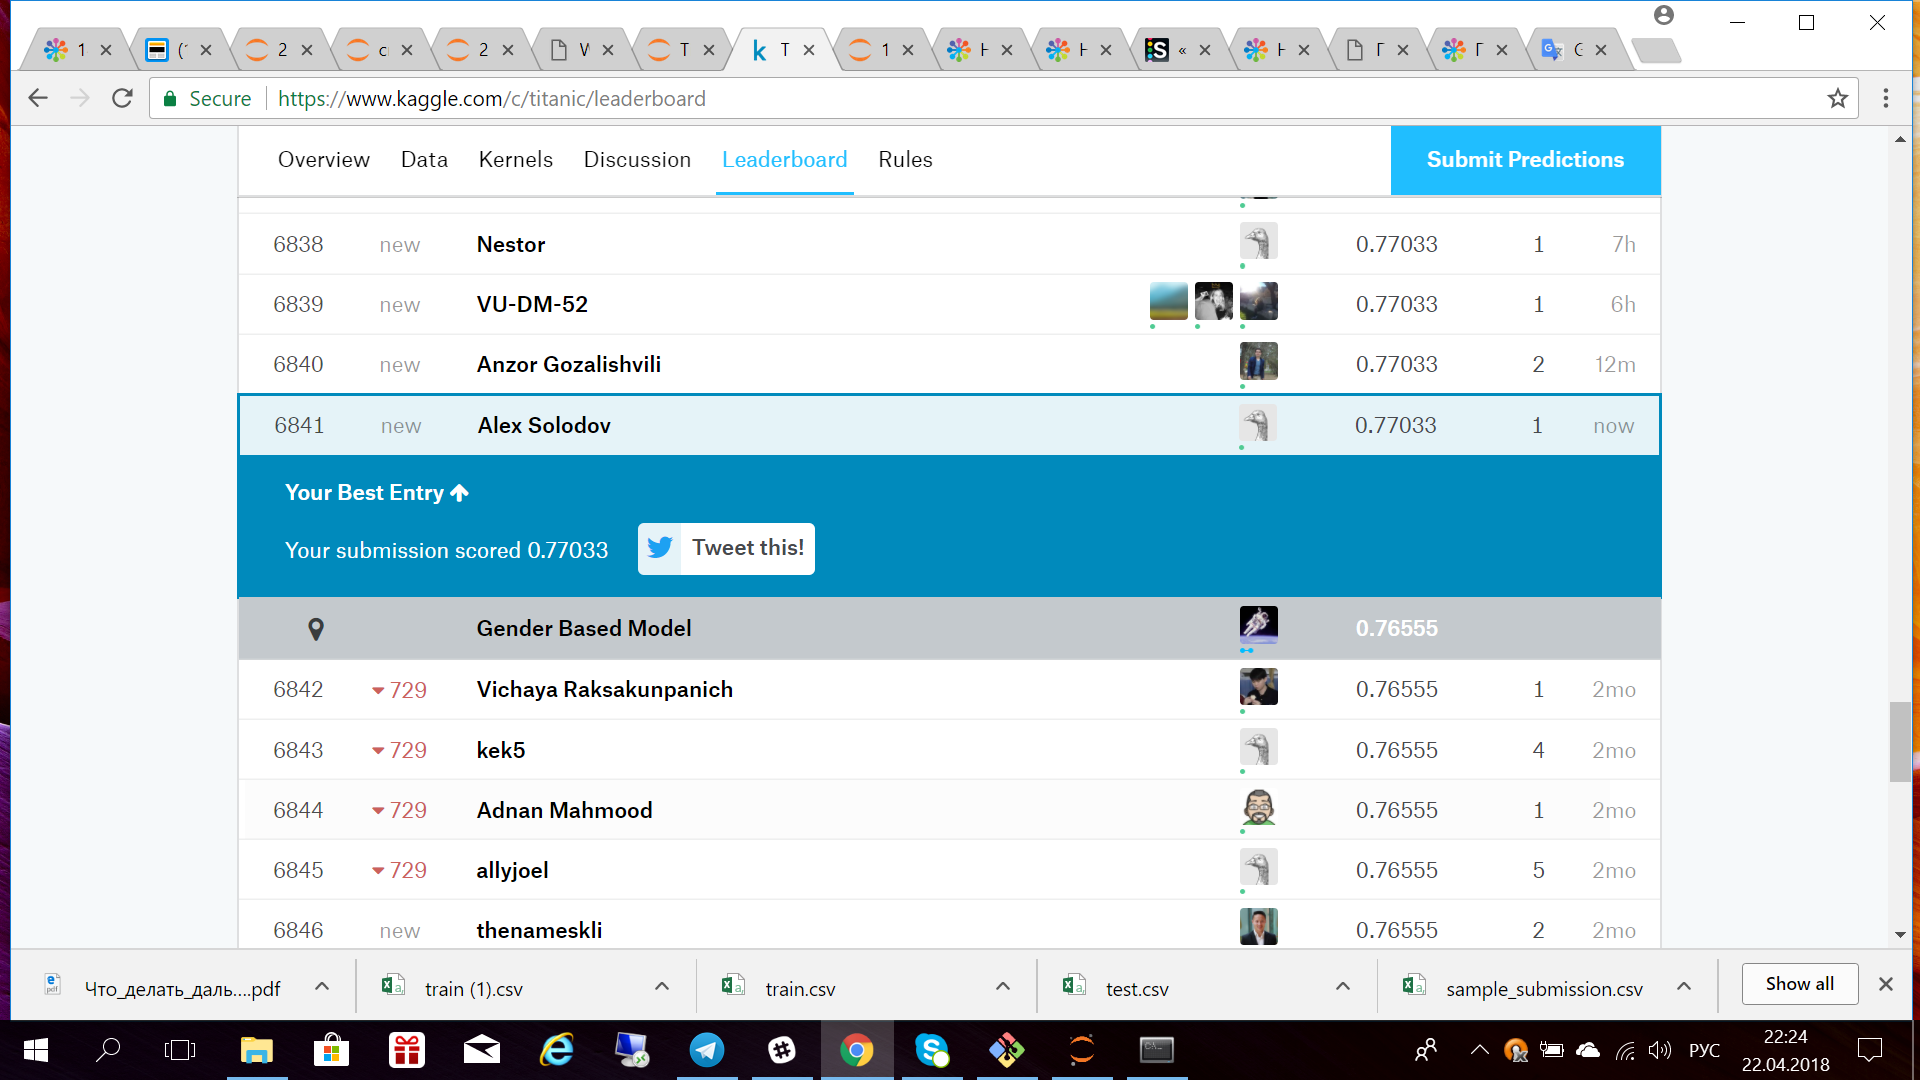 1
(1
2
c
2
W
T
T
1
«
G
Secure
https://www.kaggle.com/c/titanic/leaderboard
Overview Data Kernels Discussion Leaderboard Rules
Submit Predictions
6838 new Nestor 0.77033 1 7h
6839 new VU-DM-52 0.77033 1 6h
6840 new Anzor Gozalishvili 0.77033 2 12m
6841 new Alex Solodov 0.77033 1 now
Your Best Entry
Your submission scored 0.77033
Tweet this!
Gender Based Model 0.76555
6842 729 Vichaya Raksakunpanich 0.76555 1 2mo
6843 729 kek5 0.76555 4 2mo
6844 729 Adnan Mahmood 0.76555 1 2mo
6845 729 allyjoel 0.76555 5 2mo
6846 new thenameskli 0.76555 2 2mo
Что_делать_даль....pdf
train (1).csv
train.csv
test.csv
sample_submission.csv
Show all
РУС
22:24
22.04.2018